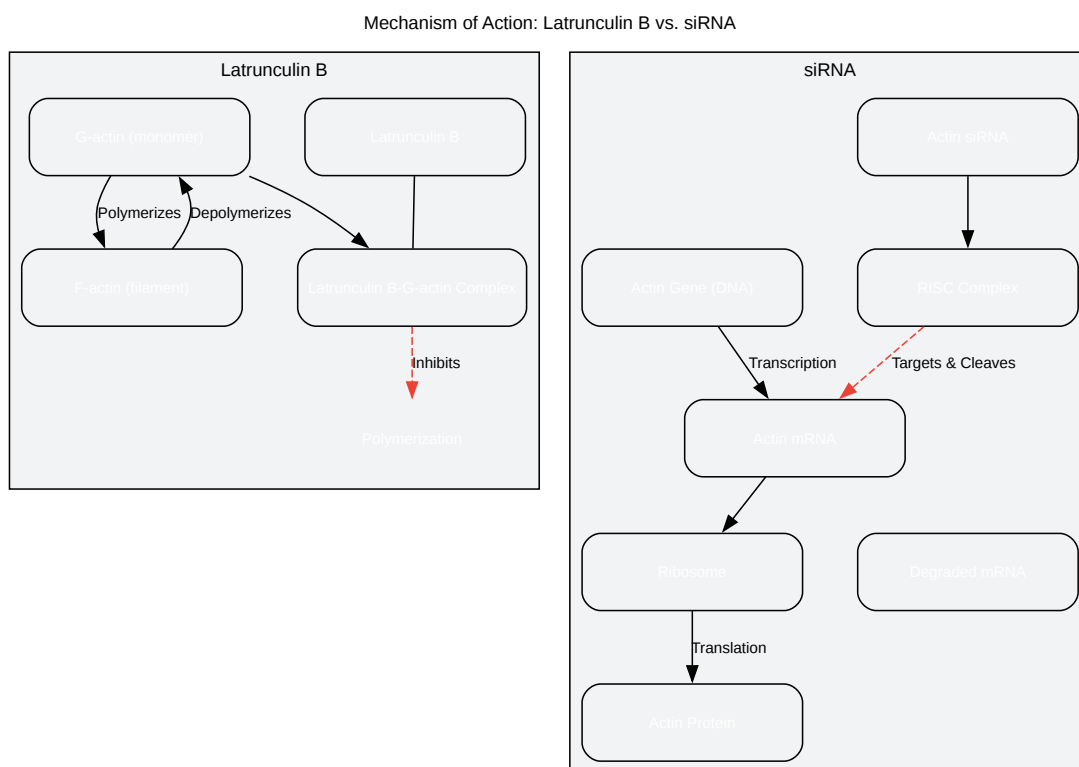 Mechanism of Action: Latrunculin B vs. siRNA
Latrunculin B
G-actin (monomer)
Latrunculin B
Polymerizes
Depolymerizes
F-actin (filament)
Latrunculin B-G-actin Complex
Inhibits
Polymerization
siRNA
Actin siRNA
Actin Gene (DNA)
RISC Complex
Transcription
Targets & Cleaves
Actin mRNA
Ribosome
Degraded mRNA
Translation
Actin Protein